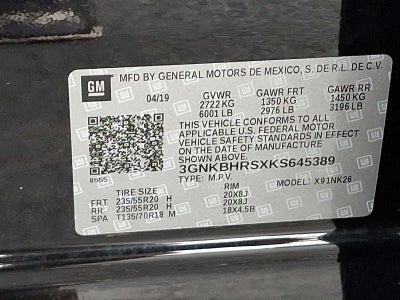 GM
MFD BY GENERAL MOTORS DE MEXICO, S. DE R.L. DE C.V.
04/19 GVWR GAWR FRT GAWR RR
2722 KG 1350 KG 1450 KG
6001 LB 2976 LB 3196 LB
THIS VEHICLE CONFORMS TO ALL
APPLICABLE U.S. FEDERAL MOTOR
VEHICLE SAFETY STANDARDS IN
EFFECT ON THE DATE OF
MANUFACTURE SHOWN ABOVE.
3GNKBHRSXKS645389
TYPE: M.P.V. MODEL: X91NK26
TIRE SIZE RIM
FRT 235/55R20 H 20X8J
RR 235/55R20 H 20X8J
SPA T135/70R18 M 18X4.5B